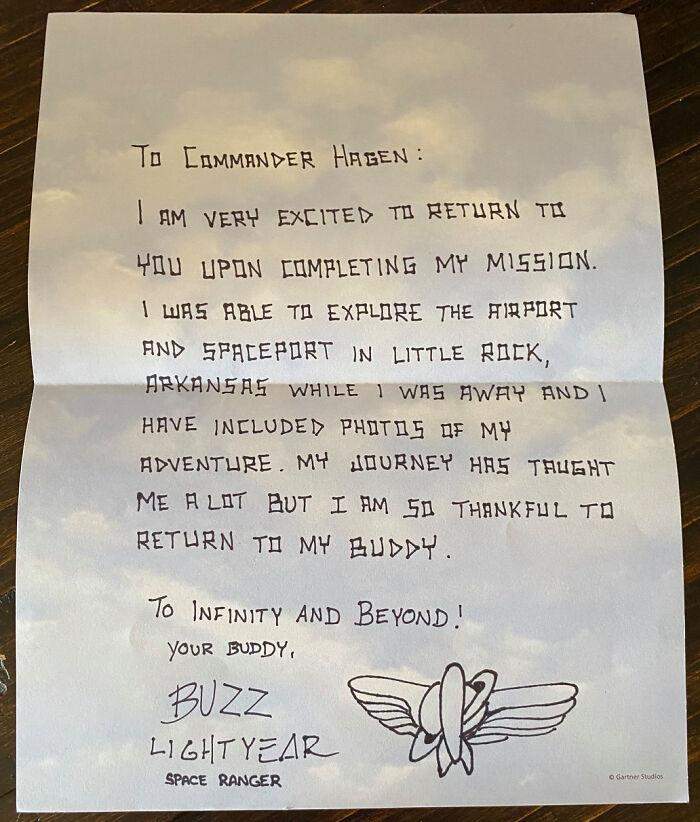 To Commander Hagen:
I AM VERY EXCITED TO RETURN TO
YOU UPON COMPLETING MY MISSION.
I WAS ABLE TO EXPLORE THE AIRPORT
AND SPACEPORT IN LITTLE ROCK,
ARKANSAS WHILE I WAS AWAY AND I
HAVE INCLUDED PHOTOS OF MY
ADVENTURE. MY JOURNEY HAS TAUGHT
ME A LOT BUT I AM SO THANKFUL TO
RETURN TO MY BUDDY.
To Infinity and Beyond!
YOUR BUDDY,
BUZZ
LIGHTYEAR
SPACE RANGER
© Gartner Studios